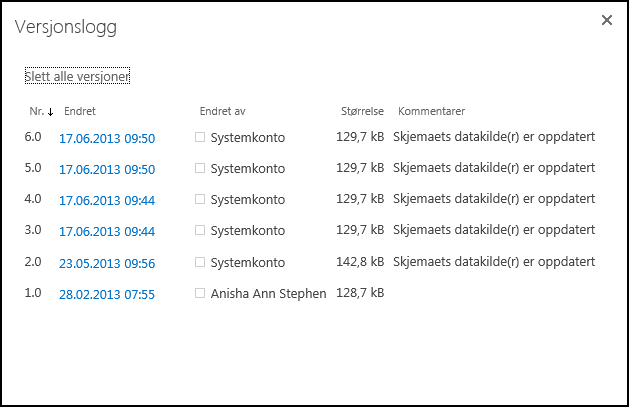 Versjonslogg
Slett alle versjoner
Nr. Endret Endret av Størrelse Kommentarer
6.0 17.06.2013 09:50 Systemkonto 129,7 kB Skjemaets datakilde(r) er oppdatert
5.0 17.06.2013 09:50 Systemkonto 129,7 kB Skjemaets datakilde(r) er oppdatert
4.0 17.06.2013 09:44 Systemkonto 129,7 kB Skjemaets datakilde(r) er oppdatert
3.0 17.06.2013 09:44 Systemkonto 129,7 kB Skjemaets datakilde(r) er oppdatert
2.0 23.05.2013 09:56 Systemkonto 142,8 kB Skjemaets datakilde(r) er oppdatert
1.0 28.02.2013 07:55 Anisha Ann Stephen 128,7 kB